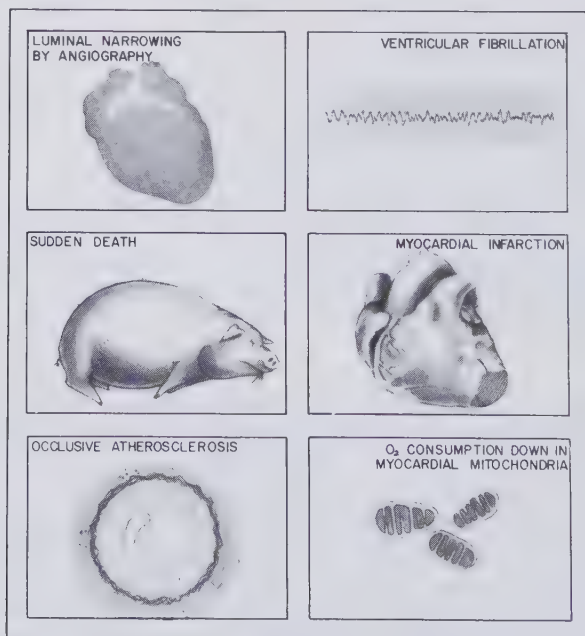 LUMINAL NARROWING
BY ANGIOGRAPHY
VENTRICULAR FIBRILLATION
SUDDEN DEATH
MYOCARDIAL INFARCTION
OCCLUSIVE ATHEROSCLEROSIS
O₂ CONSUMPTION DOWN IN
MYOCARDIAL MITOCHONDRIA